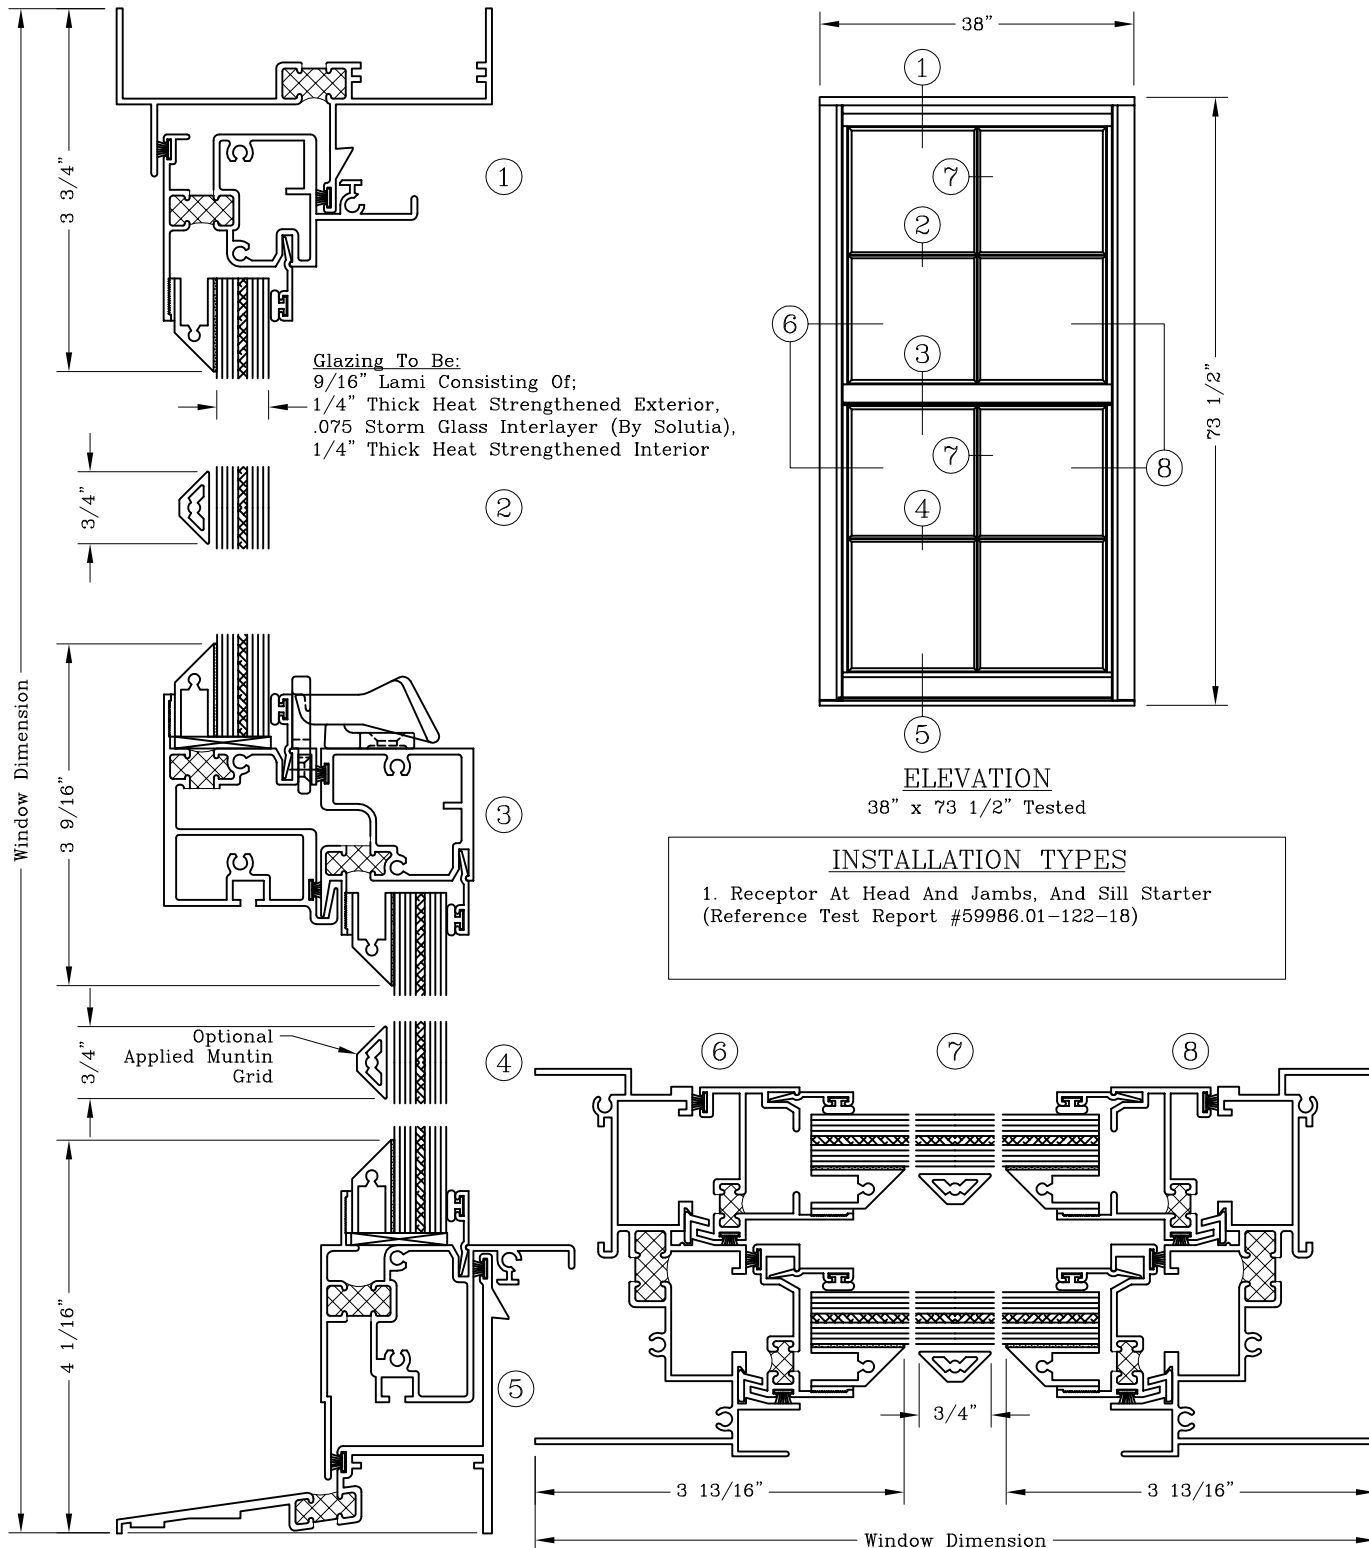 38"
1
3 3/4"
1
7
2
6
3
Glazing To Be:
9/16" Lami Consisting Of;
1/4" Thick Heat Strengthened Exterior,
.075 Storm Glass Interlayer (By Solutia),
1/4" Thick Heat Strengthened Interior
73 1/2"
7
8
3/4"
2
4
Window Dimension
5
ELEVATION
38" x 73 1/2" Tested
3 9/16"
3
INSTALLATION TYPES
1. Receptor At Head And Jambs, And Sill Starter
(Reference Test Report #59986.01-122-18)
3/4"
Optional
Applied Muntin
Grid
4
6
7
8
4 1/16"
5
3/4"
3 13/16"
3 13/16"
Window Dimension